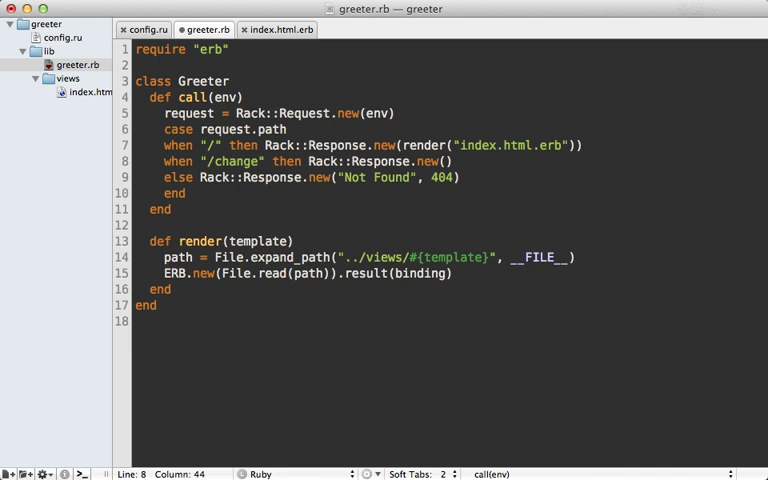 greeter.rb — greeter
greeter
config.ru
lib
greeter.rb
views
index.htm
config.ru
greeter.rb
index.html.erb
1 require "erb"
2
3 class Greeter
4 def call(env)
5 request = Rack::Request.new(env)
6 case request.path
7 when "/" then Rack::Response.new(render("index.html.erb"))
8 when "/change" then Rack::Response.new()
9 else Rack::Response.new("Not Found", 404)
10 end
11 end
12
13 def render(template)
14 path = File.expand_path("../views/#{template}", __FILE__)
15 ERB.new(File.read(path)).result(binding)
16 end
17 end
18
Line: 8 Column: 44 Ruby Soft Tabs: 2 call(env)